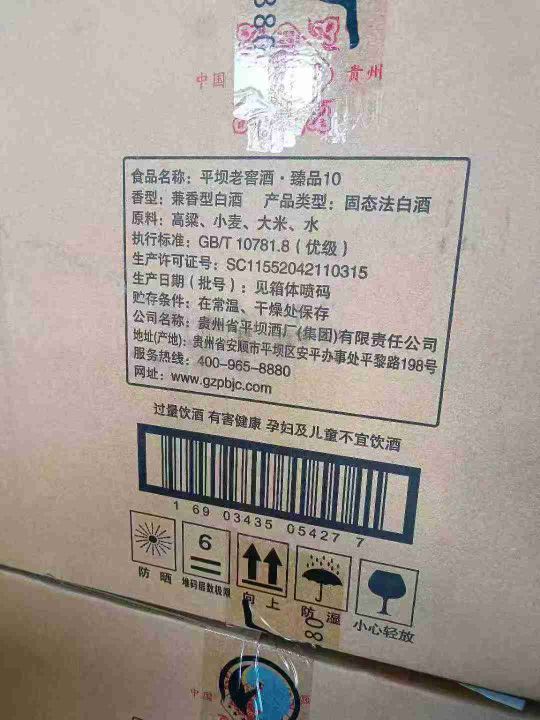 08C
中国 贵州
食品名称：平坝老窖酒·臻品10
香型：兼香型白酒 产品类型：固态法白酒
原料：高粱、小麦、大米、水
执行标准：GB/T 10781.8（优级）
生产许可证号：SC11552042110315
生产日期（批号）：见箱体喷码
贮存条件：在常温、干燥处保存
公司名称：贵州省平坝酒厂(集团)有限责任公司
地址(产地)：贵州省安顺市平坝区安平办事处平黎路198号
服务热线：400-965-8880
网址：www.gzpbjc.com
过量饮酒 有害健康 孕妇及儿童不宜饮酒
1 69 03435 05427 7
6
防晒 堆码层数极限 向上 防湿 小心轻放
08
中国